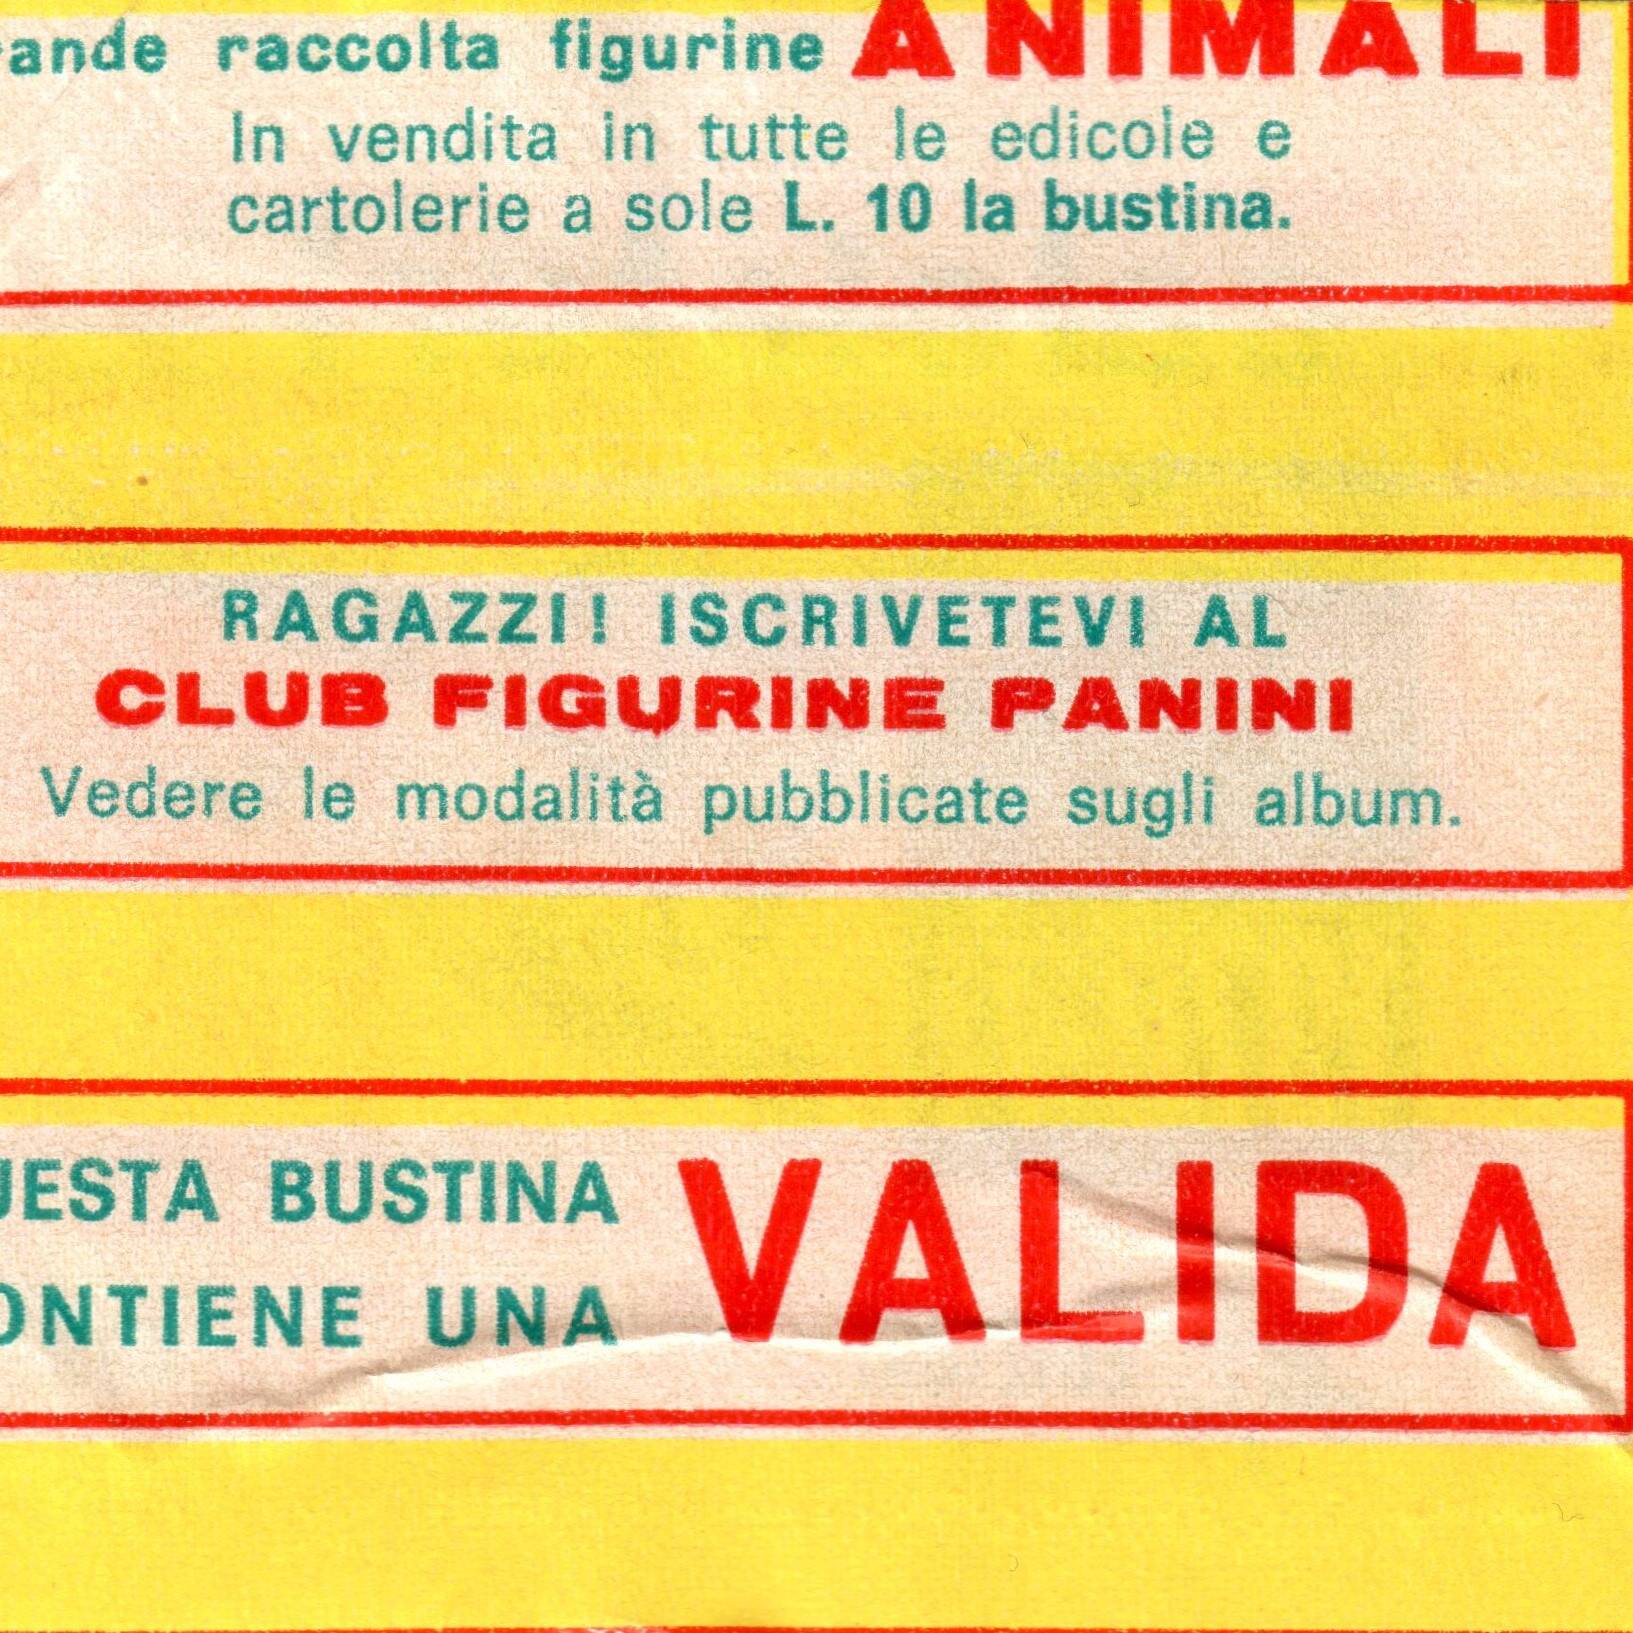 ande raccolta figurine ANIMALI
In vendita in tutte le edicole e
cartolerie a sole L. 10 la bustina.
RAGAZZI! ISCRIVETEVI AL
CLUB FIGURINE PANINI
Vedere le modalità pubblicate sugli album.
UESTA BUSTINA
ONTIENE UNA
VALIDA